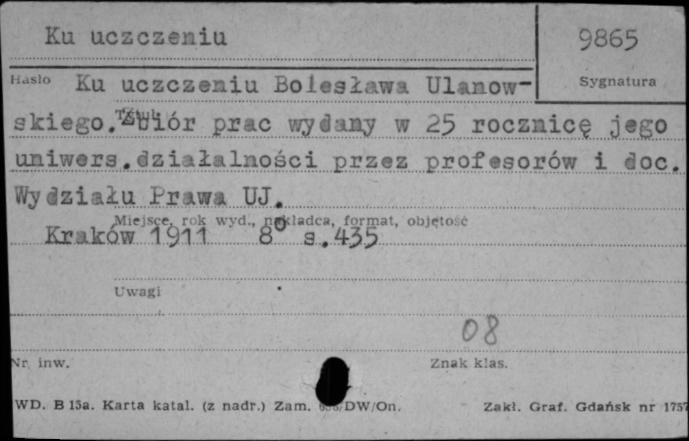 Ku uczczeniu
9865
Hasło
Sygnatura
Ku uczczeniu Bolesława Ulanow-
skiego. Zbiór prac wydany w 25 rocznicę jego
Tytuł
uniwers.działalności przez profesorów i doc.
Wydziału Prawa UJ.
Miejsce, rok wyd., nakładca, format, objętość
Kraków 1911 8° s.435
Uwagi
08
Nr inw.
Znak klas.
WD. B 15a. Karta katal. (z nadr.) Zam. DW/On.
Zakł. Graf. Gdańsk nr 1757